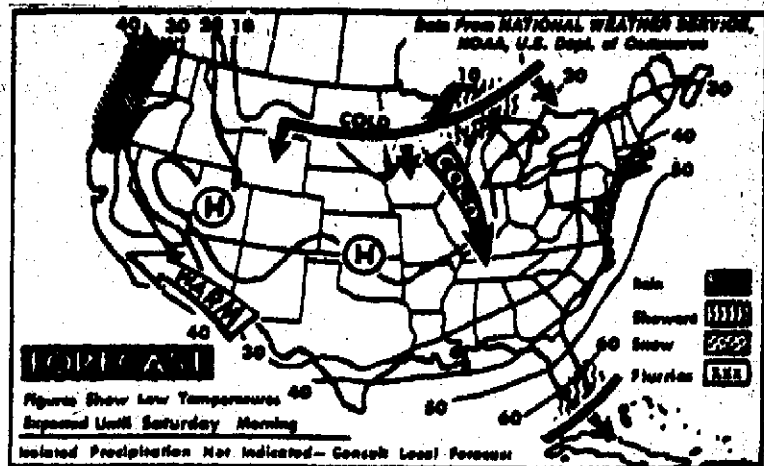 40 30 20 10
Data From NATIONAL WEATHER SERVICE,
NOAA, U.S. Dept. of Commerce
10
30
COLD
30
40
COLD
50
H
H
WARM
Rain
Showers
Snow
Flurries
40
30
40
50
60
60
FORECAST
Figures Show Low Temperatures
Expected Until Saturday Morning
Isolated Precipitation Not Indicated— Consult Local Forecast